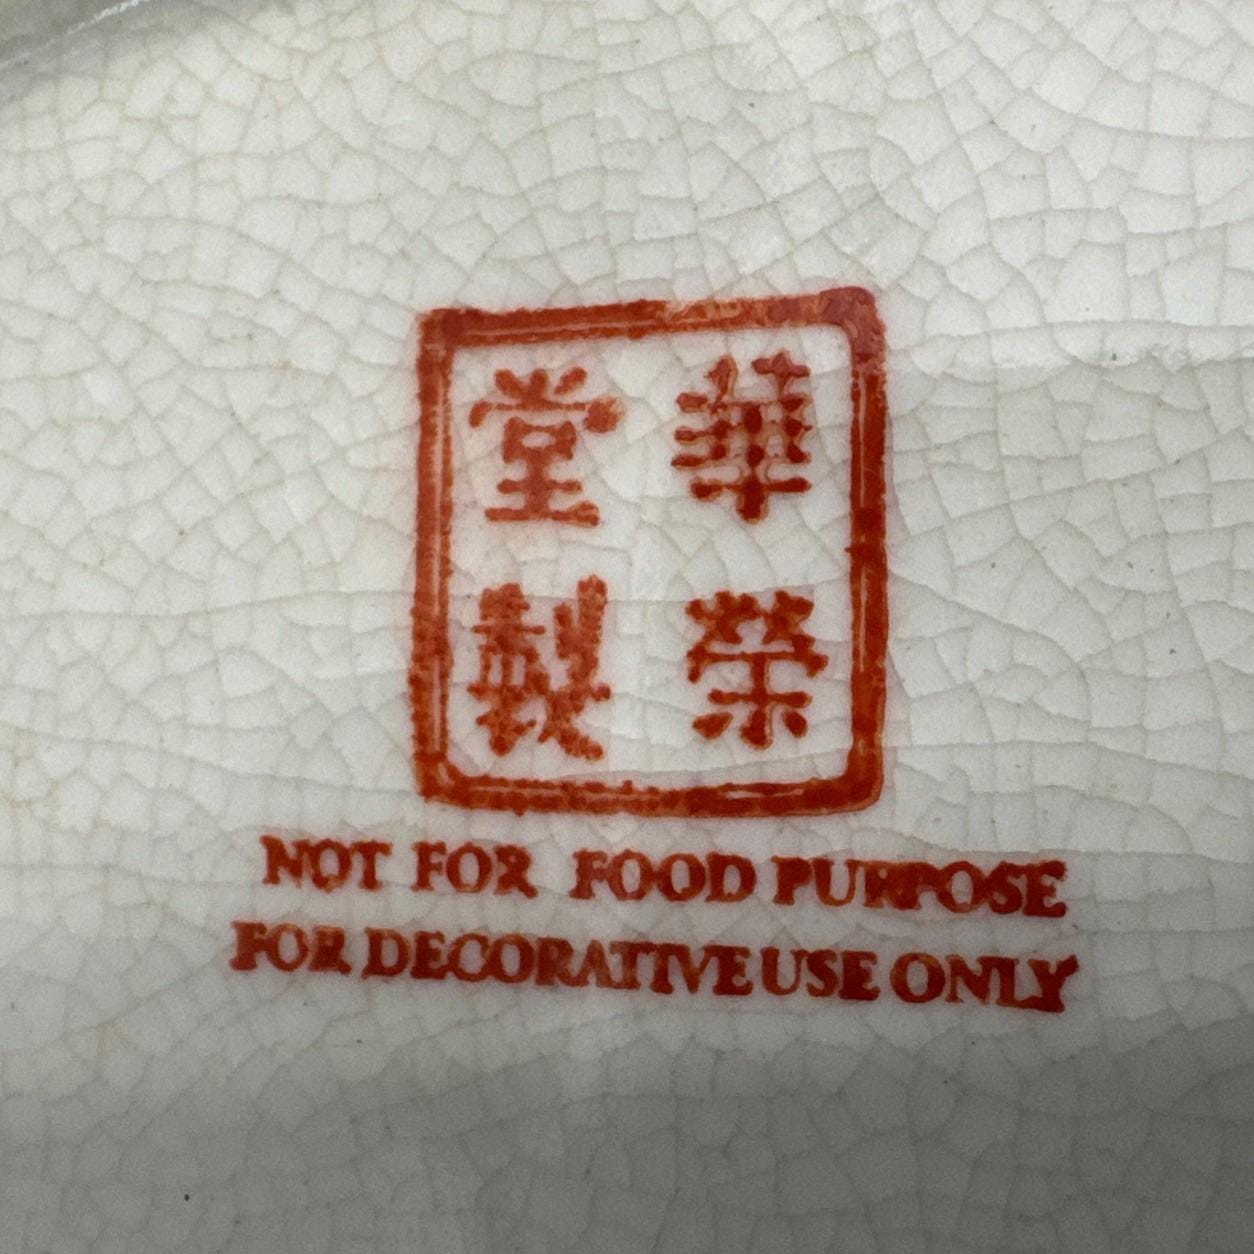 華榮
堂製
NOT FOR FOOD PURPOSE
FOR DECORATIVE USE ONLY